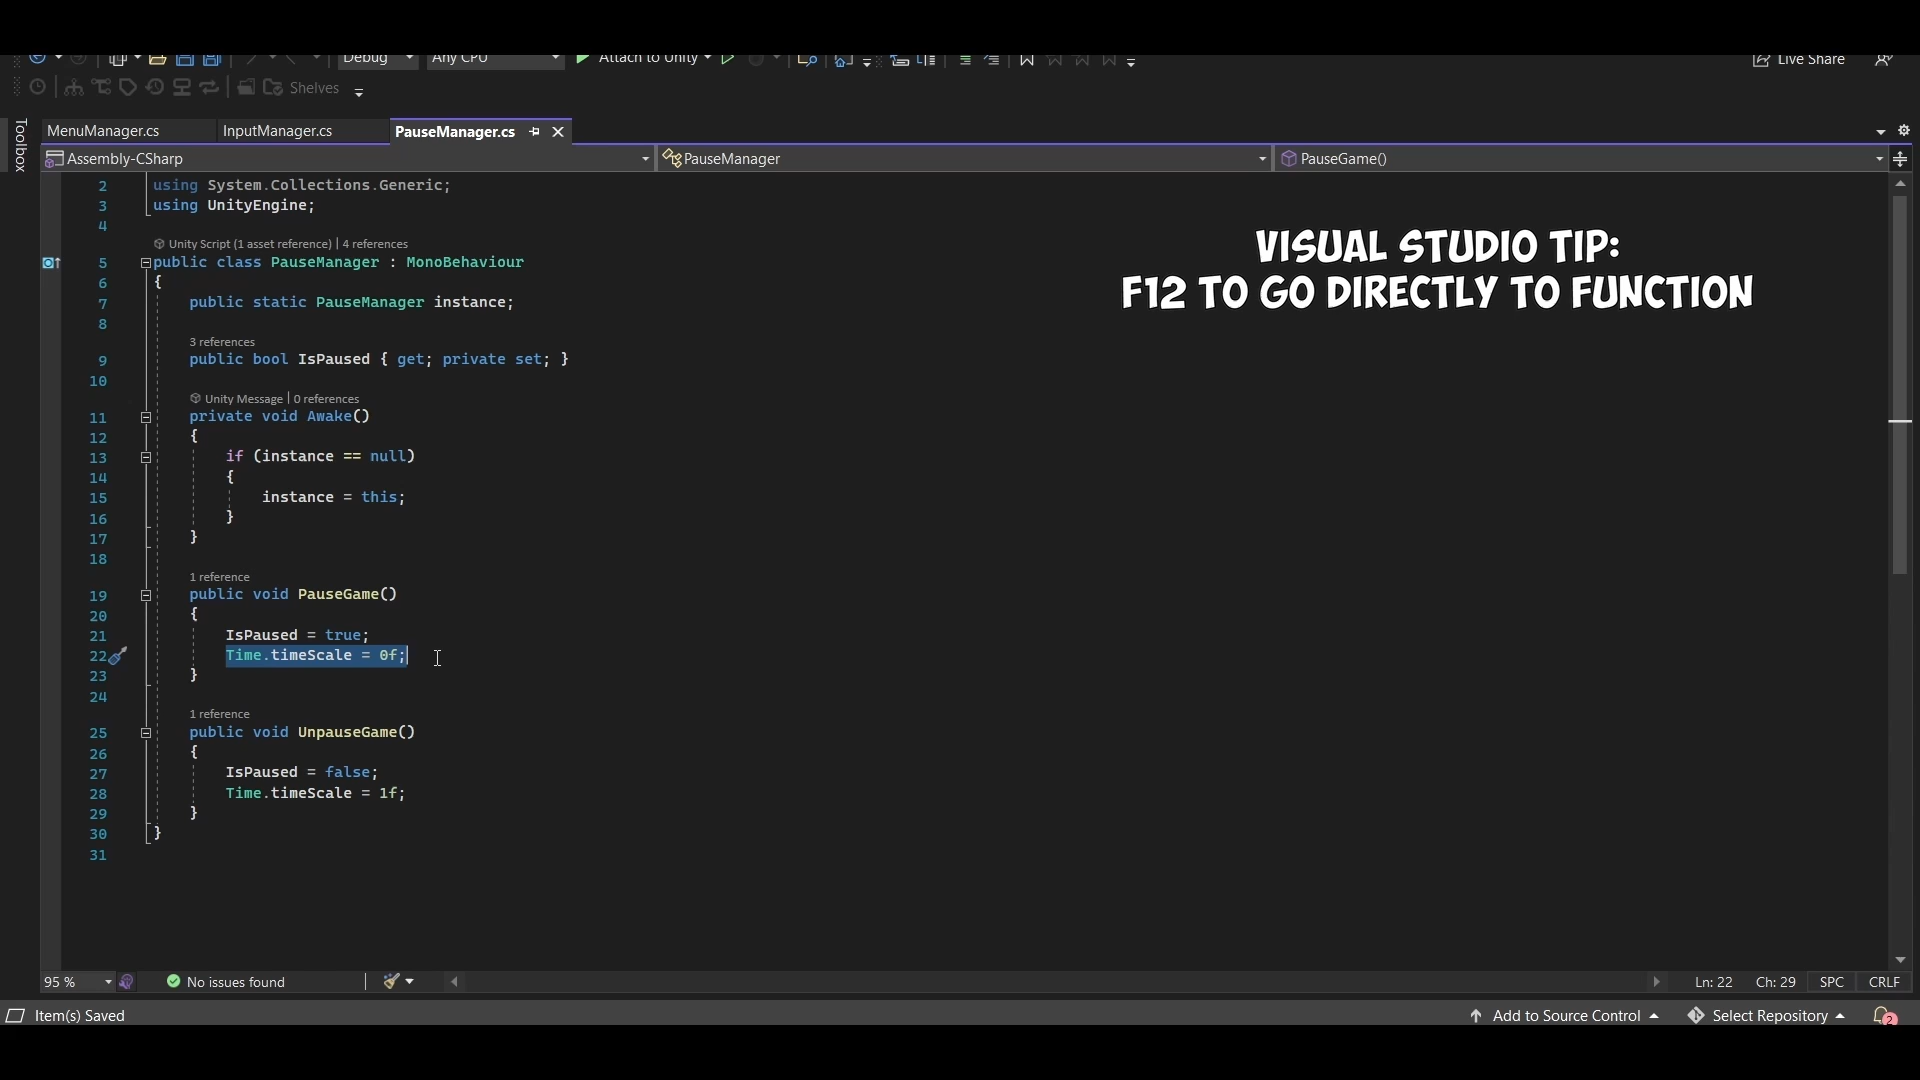 Debug Any CPU Attach to Unity Live Share
Shelves
Toolbox
MenuManager.cs InputManager.cs PauseManager.cs
Assembly-CSharp PauseManager PauseGame()
2 using System.Collections.Generic;
3 using UnityEngine;
4
Unity Script (1 asset reference) | 4 references
5 public class PauseManager : MonoBehaviour
6 {
7 public static PauseManager instance;
8
3 references
9 public bool IsPaused { get; private set; }
10
Unity Message | 0 references
11 private void Awake()
12 {
13 if (instance == null)
14 {
15 instance = this;
16 }
17 }
18
1 reference
19 public void PauseGame()
20 {
21 IsPaused = true;
22 Time.timeScale = 0f;
23 }
24
1 reference
25 public void UnpauseGame()
26 {
27 IsPaused = false;
28 Time.timeScale = 1f;
29 }
30 }
31
VISUAL STUDIO TIP:
F12 TO GO DIRECTLY TO FUNCTION
95 % No issues found Ln: 22 Ch: 29 SPC CRLF
Item(s) Saved Add to Source Control Select Repository 2